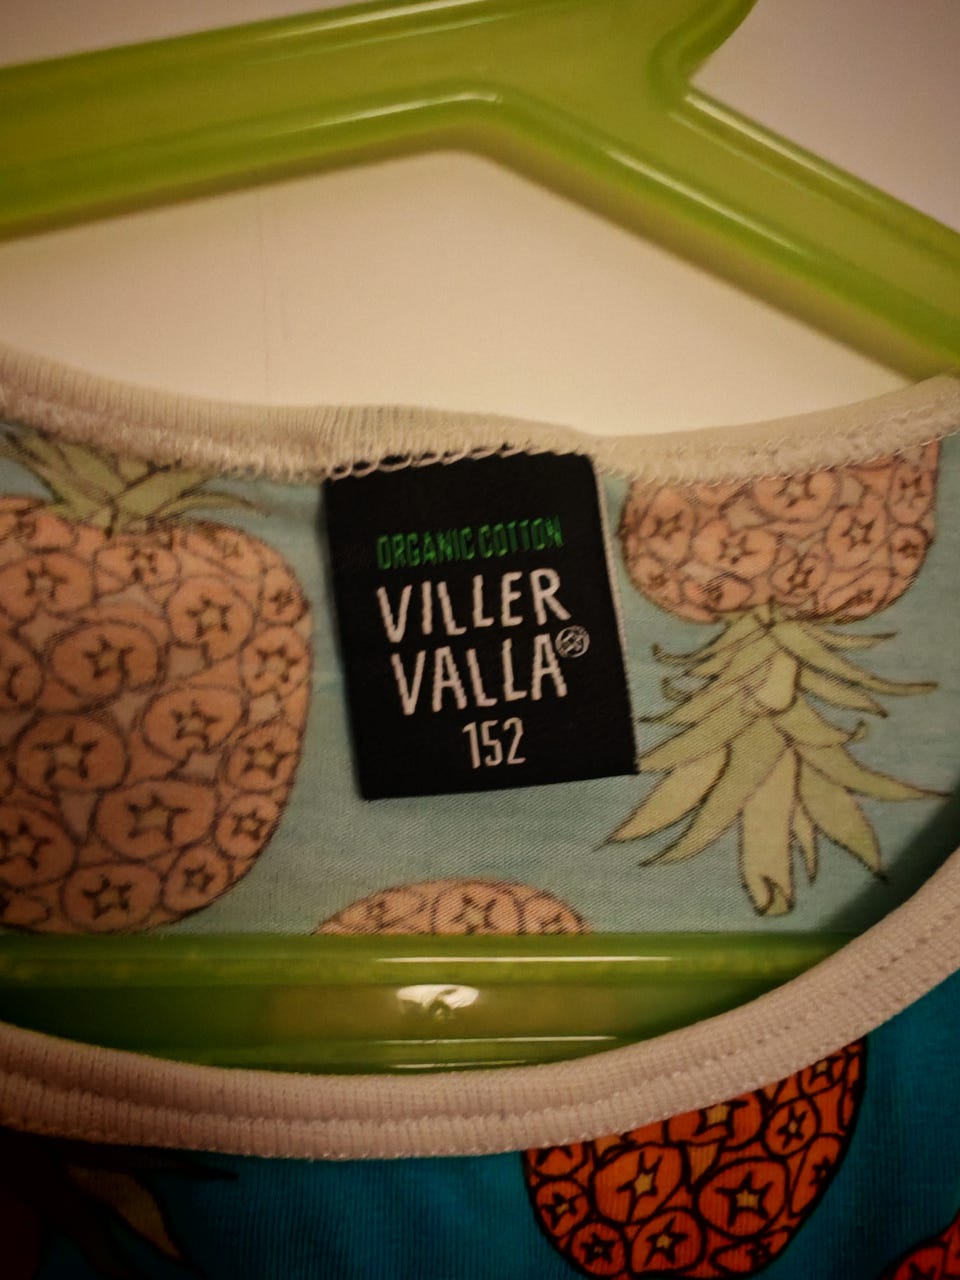 ORGANIC COTTON
VILLER
VALLA
152